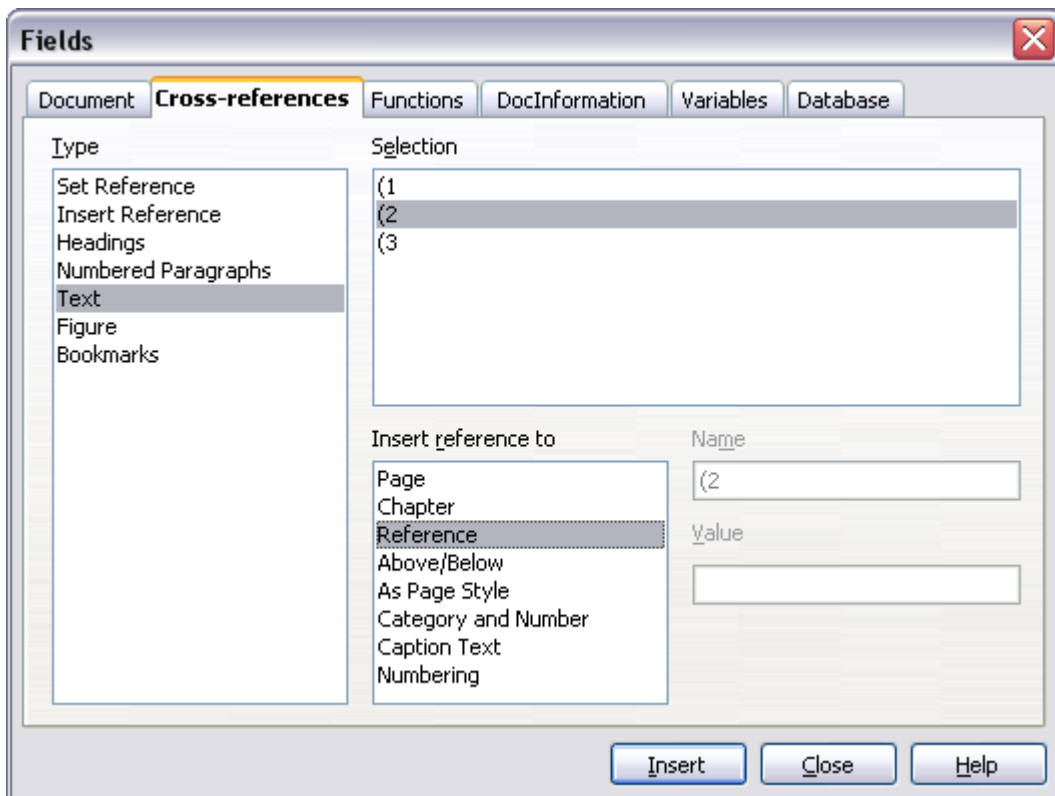 Fields
Document Cross-references Functions DocInformation Variables Database
Type
Set Reference
Insert Reference
Headings
Numbered Paragraphs
Text
Figure
Bookmarks
Selection
(1
(2
(3
Insert reference to
Page
Chapter
Reference
Above/Below
As Page Style
Category and Number
Caption Text
Numbering
Name
(2
Value
Insert Close Help